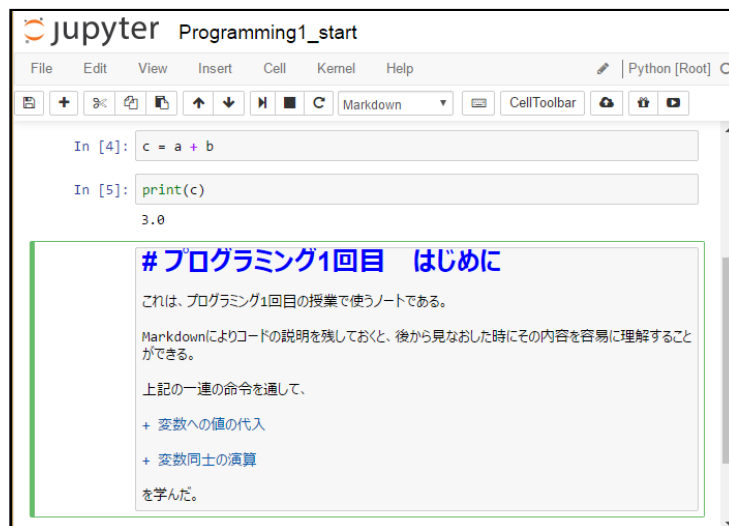 jupyter Programming1_start
File Edit View Insert Cell Kernel Help Python [Root]
Markdown CellToolbar
In [4]: c = a + b
In [5]: print(c)
3.0
# プログラミング1回目　はじめに
これは、プログラミング1回目の授業で使うノートである。
Markdownによりコードの説明を残しておくと、後から見なおした時にその内容を容易に理解すること
ができる。
上記の一連の命令を通して、
+ 変数への値の代入
+ 変数同士の演算
を学んだ。